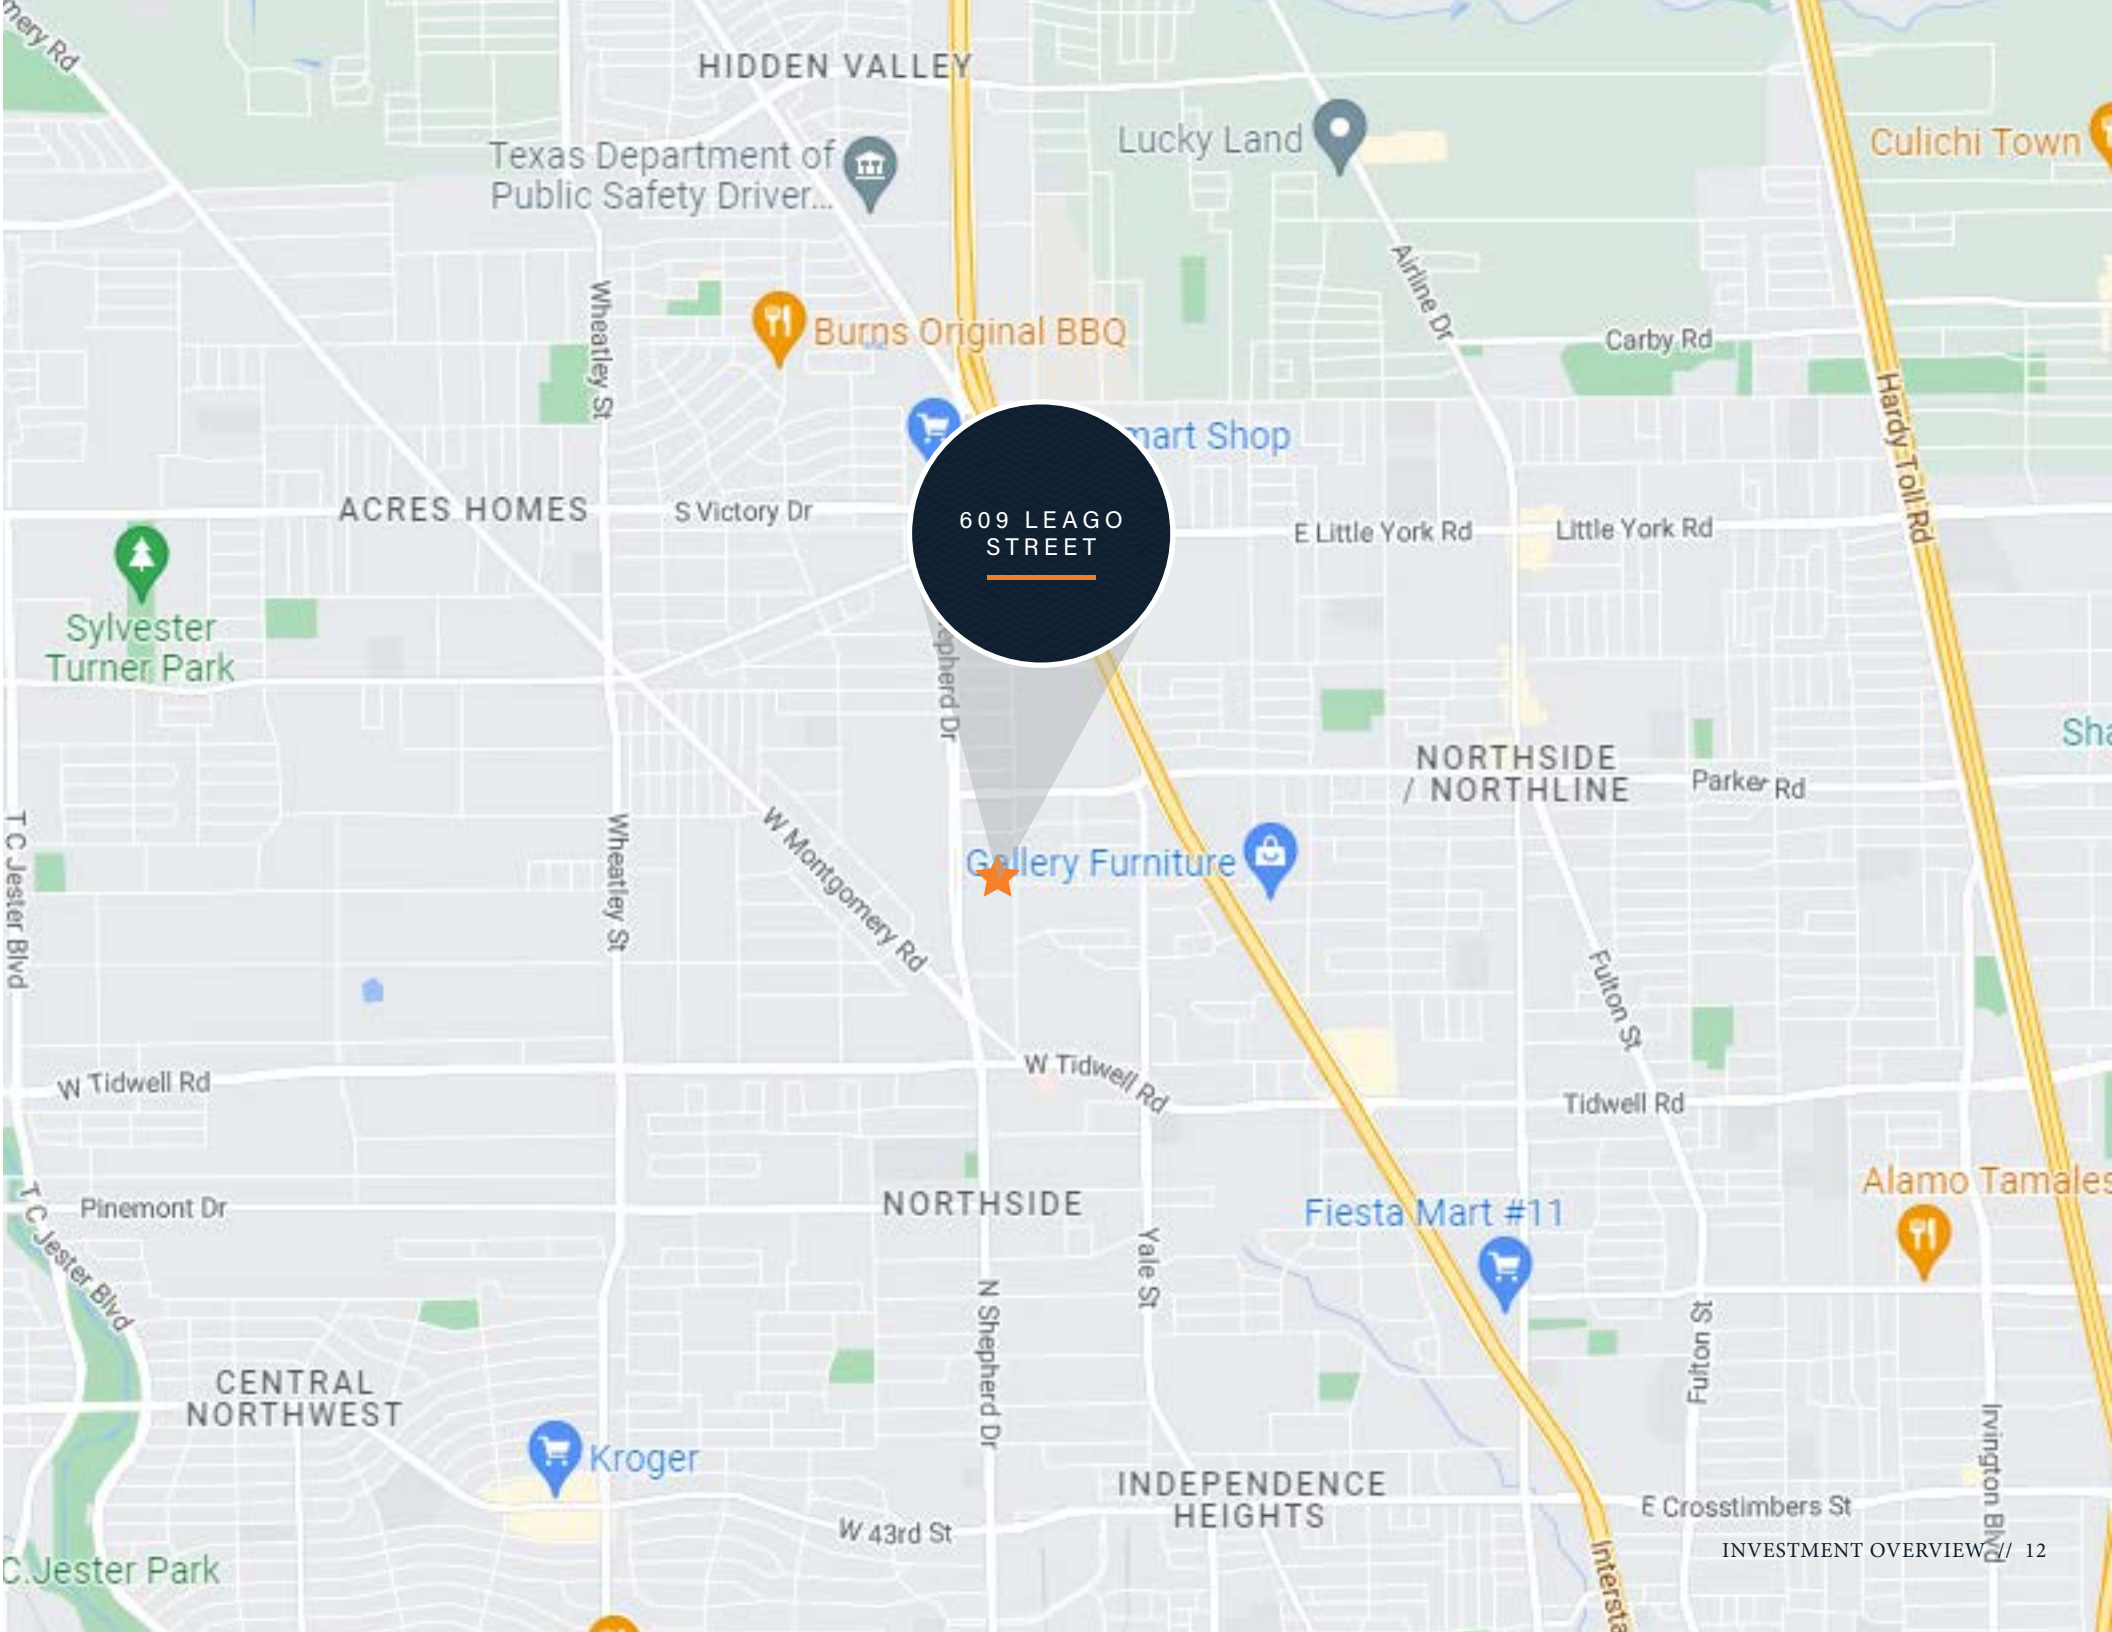 mery Rd
HIDDEN VALLEY
Texas Department of
Public Safety Driver...
Lucky Land
Culichi Town
Airline Dr
Wheatley St
Burns Original BBQ
Carby Rd
Hardy Toll Rd
mart Shop
ACRES HOMES
S Victory Dr
609 LEAGO
STREET
E Little York Rd
Little York Rd
Sylvester
Turner Park
epherd Dr
Sha
NORTHSIDE
/ NORTHLINE
Parker Rd
T C Jester Blvd
Wheatley St
W Montgomery Rd
Gallery Furniture
Fulton St
W Tidwell Rd
W Tidwell Rd
Tidwell Rd
Pinemont Dr
T C Jester Blvd
NORTHSIDE
Yale St
Fiesta Mart #11
Alamo Tamales
N Shepherd Dr
Fulton St
CENTRAL
NORTHWEST
Kroger
INDEPENDENCE
HEIGHTS
Irvington Blvd
W 43rd St
E Crosstimbers St
C.Jester Park
Intersta
INVESTMENT OVERVIEW // 12